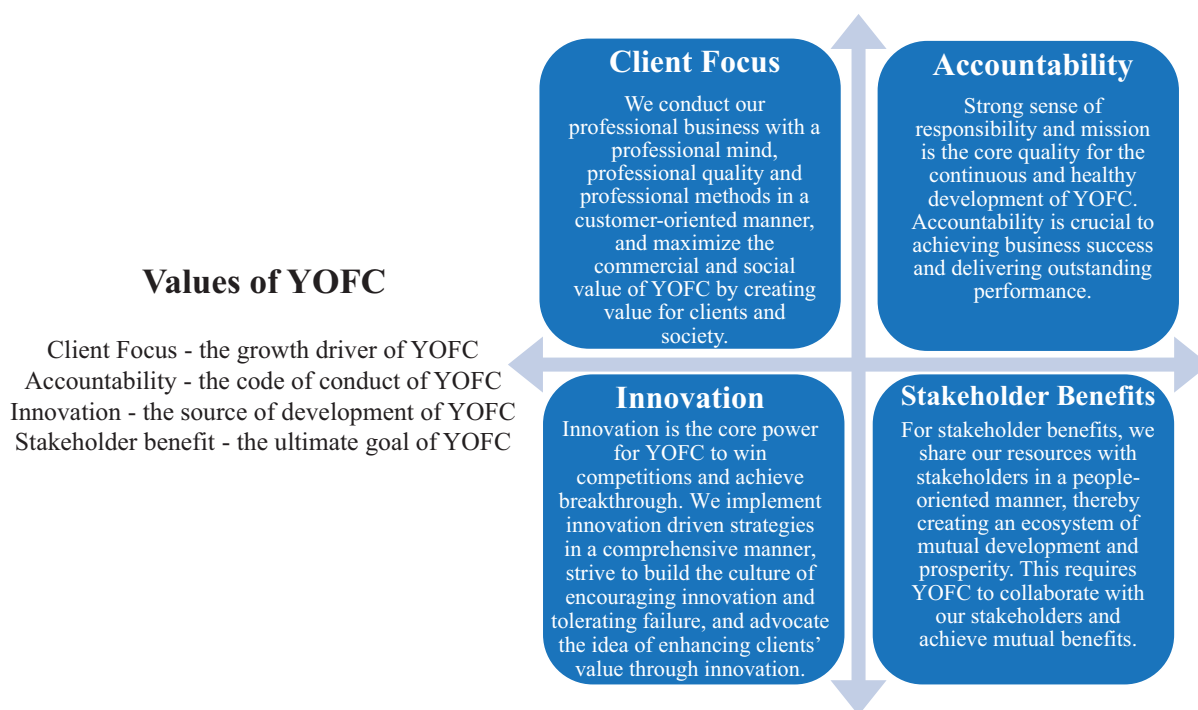 Values of YOFC
Client Focus - the growth driver of YOFC
Accountability - the code of conduct of YOFC
Innovation - the source of development of YOFC
Stakeholder benefit - the ultimate goal of YOFC
Client Focus
We conduct our
professional business with a
professional mind,
professional quality and
professional methods in a
customer-oriented manner,
and maximize the
commercial and social
value of YOFC by creating
value for clients and
society.
Accountability
Strong sense of
responsibility and mission
is the core quality for the
continuous and healthy
development of YOFC.
Accountability is crucial to
achieving business success
and delivering outstanding
performance.
Innovation
Innovation is the core power
for YOFC to win
competitions and achieve
breakthrough. We implement
innovation driven strategies
in a comprehensive manner,
strive to build the culture of
encouraging innovation and
tolerating failure, and advocate
the idea of enhancing clients’
value through innovation.
Stakeholder Benefits
For stakeholder benefits, we
share our resources with
stakeholders in a people-
oriented manner, thereby
creating an ecosystem of
mutual development and
prosperity. This requires
YOFC to collaborate with
our stakeholders and
achieve mutual benefits.